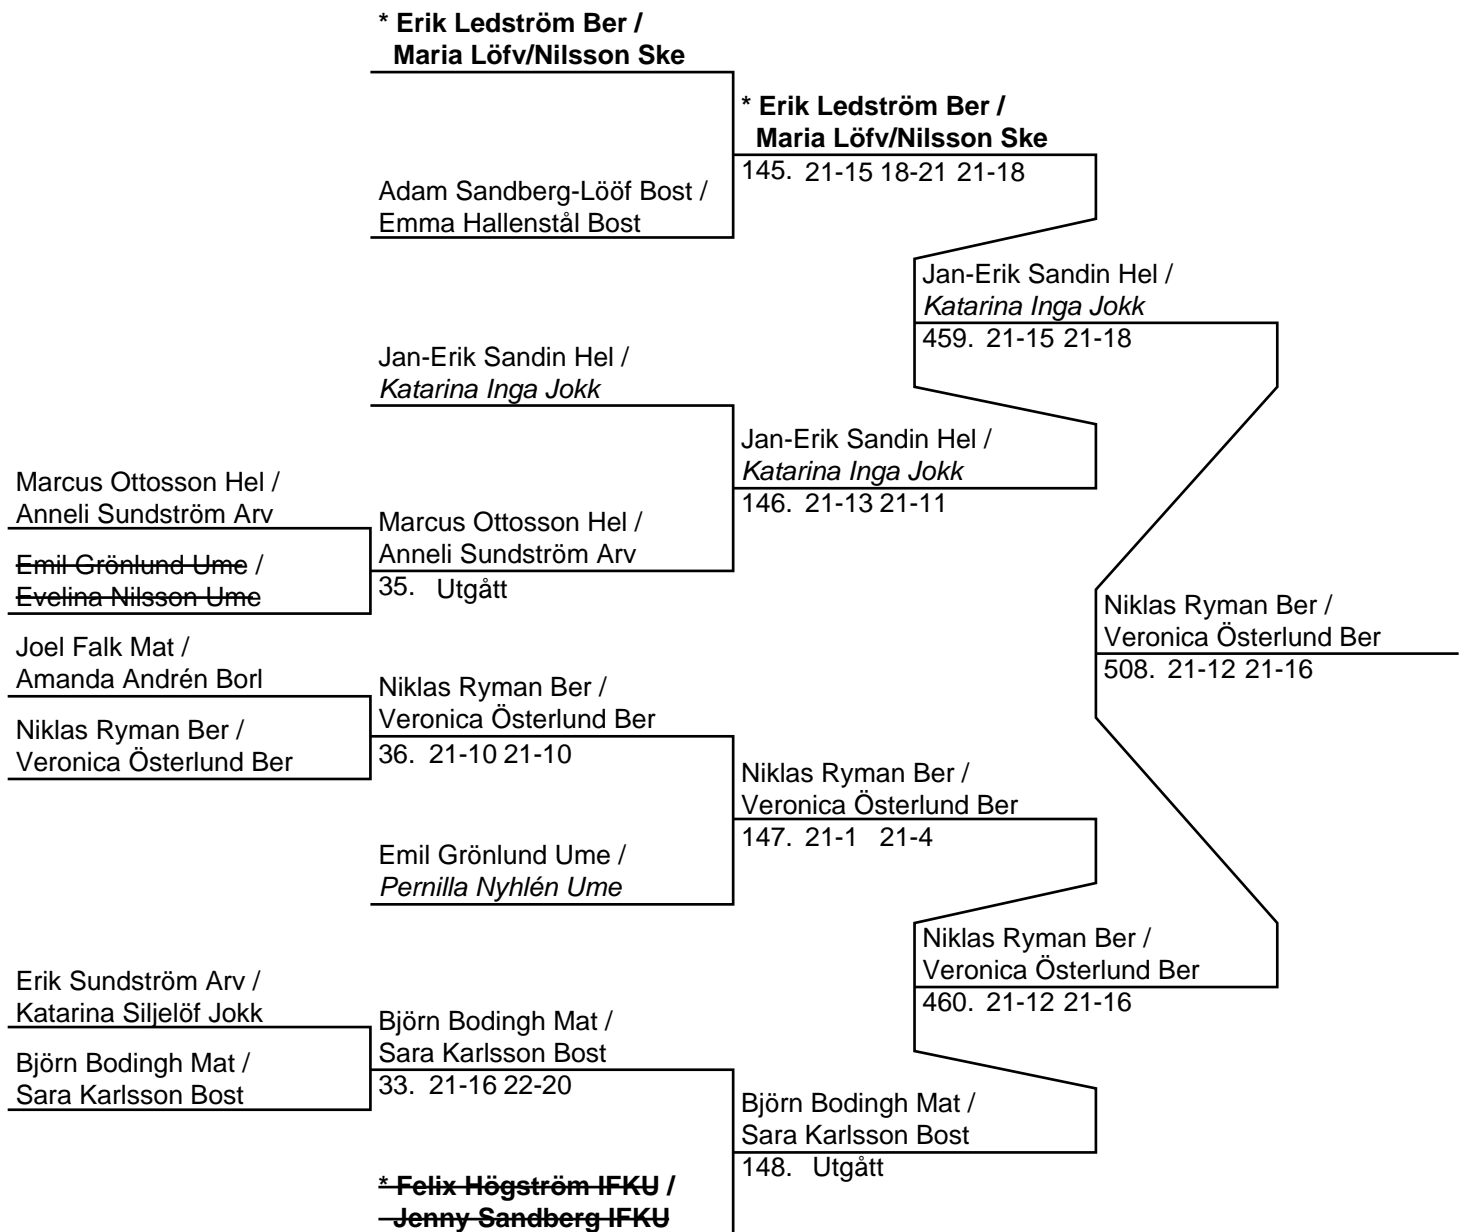 * Erik Ledström Ber /
Maria Löfv/Nilsson Ske
* Erik Ledström Ber /
Maria Löfv/Nilsson Ske
145. 21-15 18-21 21-18
Adam Sandberg-Lööf Bost /
Emma Hallenstål Bost
Jan-Erik Sandin Hel /
Katarina Inga Jokk
459. 21-15 21-18
Jan-Erik Sandin Hel /
Katarina Inga Jokk
Jan-Erik Sandin Hel /
Katarina Inga Jokk
146. 21-13 21-11
Marcus Ottosson Hel /
Anneli Sundström Arv
Marcus Ottosson Hel /
Anneli Sundström Arv
35. Utgått
Emil Grönlund Ume /
Evelina Nilsson Ume
Niklas Ryman Ber /
Veronica Österlund Ber
508. 21-12 21-16
Joel Falk Mat /
Amanda Andrén Borl
Niklas Ryman Ber /
Veronica Österlund Ber
36. 21-10 21-10
Niklas Ryman Ber /
Veronica Österlund Ber
Niklas Ryman Ber /
Veronica Österlund Ber
147. 21-1 21-4
Emil Grönlund Ume /
Pernilla Nyhlén Ume
Niklas Ryman Ber /
Veronica Österlund Ber
460. 21-12 21-16
Erik Sundström Arv /
Katarina Siljelöf Jokk
Björn Bodingh Mat /
Sara Karlsson Bost
33. 21-16 22-20
Björn Bodingh Mat /
Sara Karlsson Bost
Björn Bodingh Mat /
Sara Karlsson Bost
148. Utgått
* Felix Högström IFKU /
Jenny Sandberg IFKU